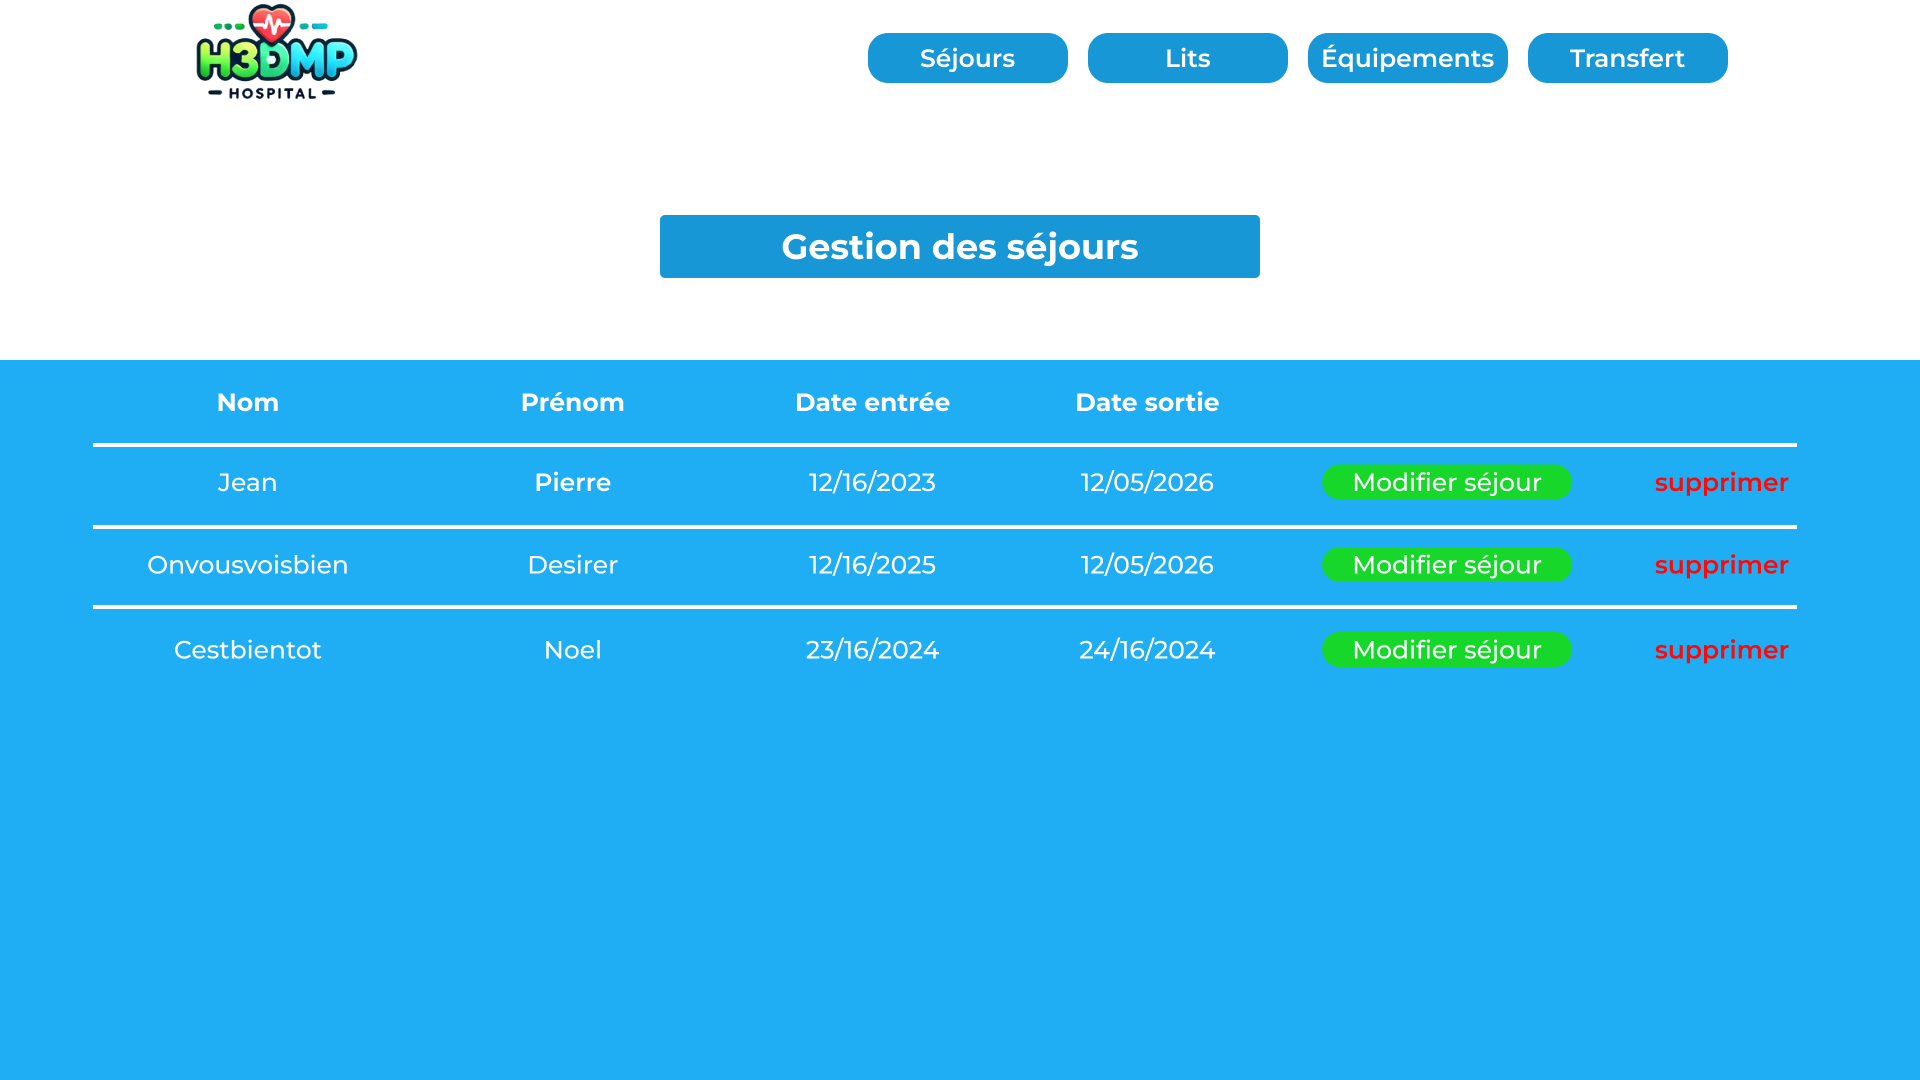 H3DMP
HOSPITAL
Séjours Lits Équipements Transfert
Gestion des séjours
Nom Prénom Date entrée Date sortie
Jean Pierre 12/16/2023 12/05/2026 Modifier séjour supprimer
Onvousvoisbien Desirer 12/16/2025 12/05/2026 Modifier séjour supprimer
Cestbientot Noel 23/16/2024 24/16/2024 Modifier séjour supprimer